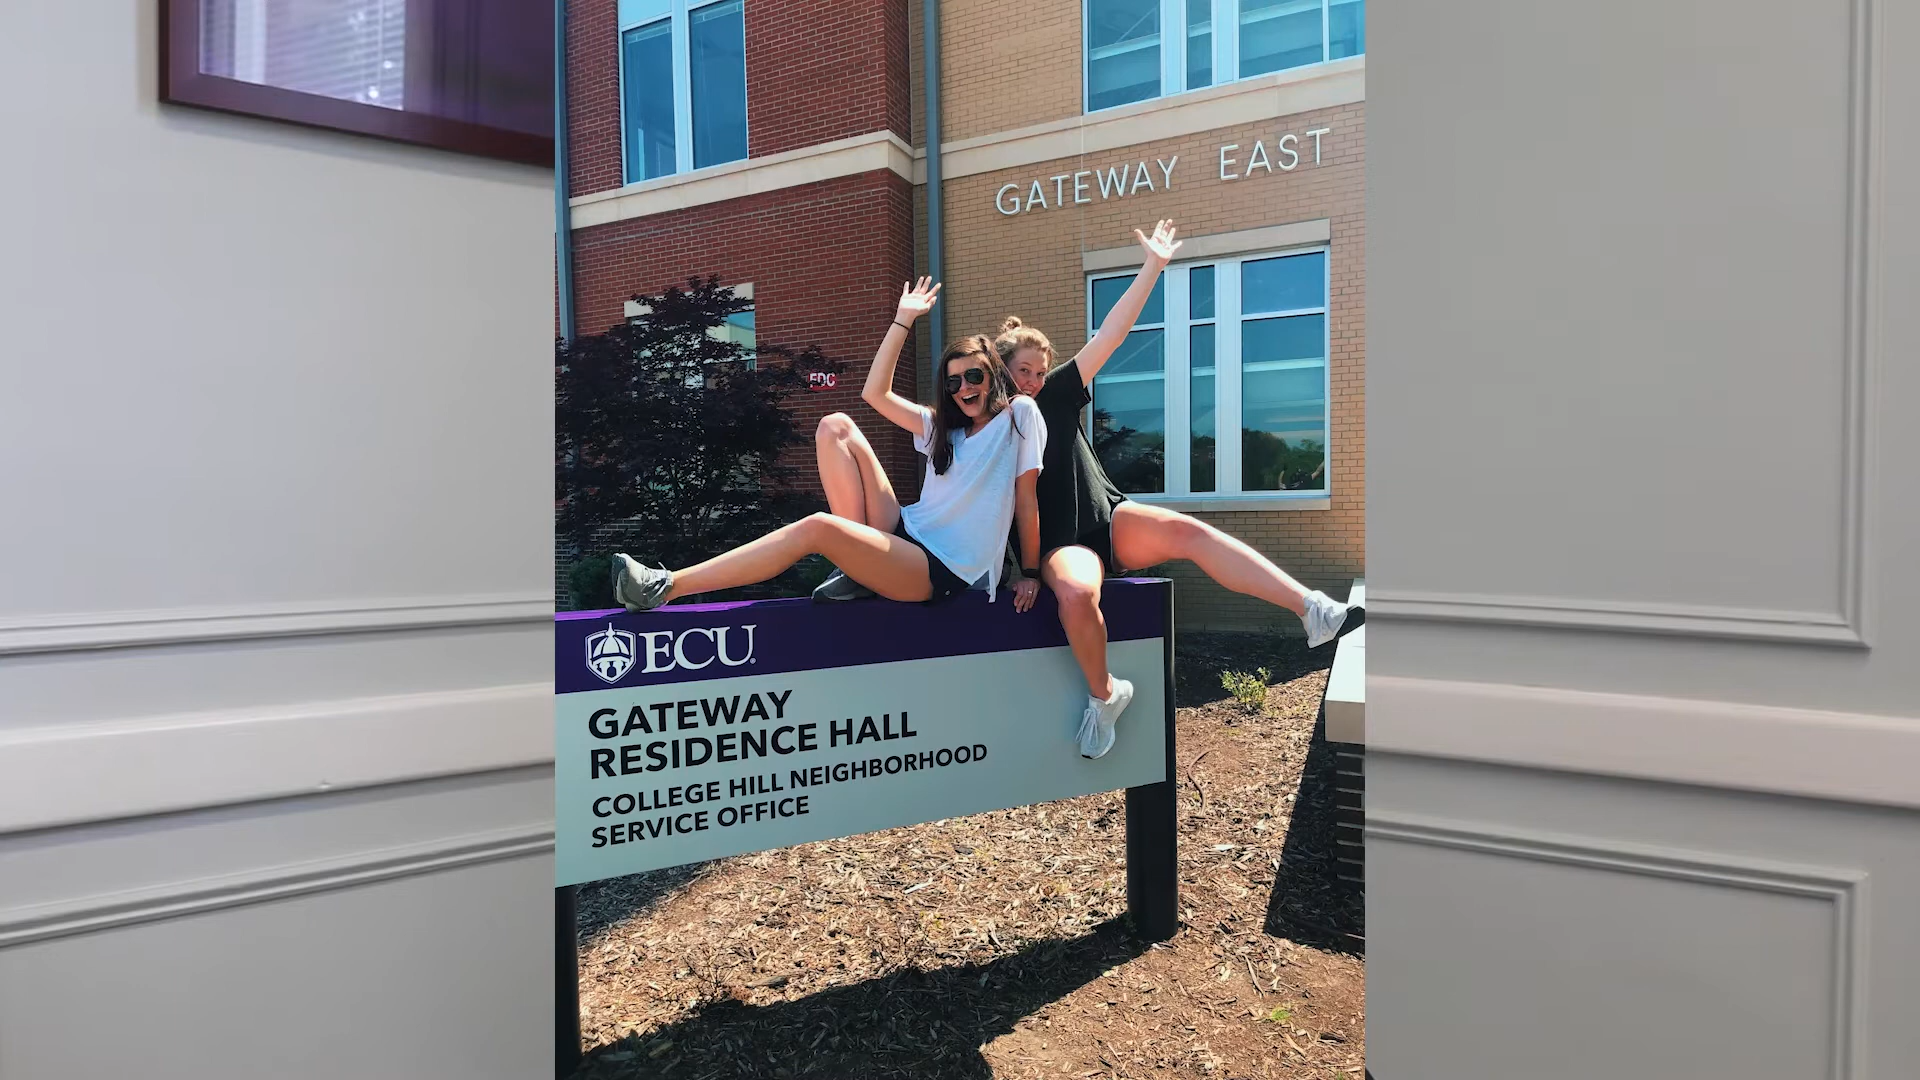 GATEWAY EAST
FDC
ECU
GATEWAY
RESIDENCE HALL
COLLEGE HILL NEIGHBORHOOD
SERVICE OFFICE